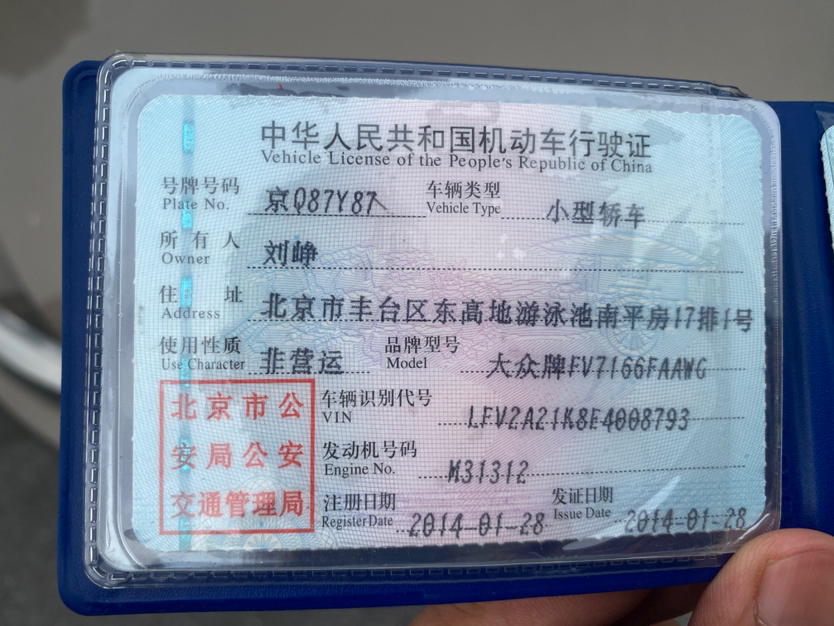 中华人民共和国机动车行驶证
Vehicle License of the People's Republic of China
号牌号码 京Q87Y87 车辆类型 小型轿车
Plate No. Vehicle Type
所有人 刘峥
Owner
住址 北京市丰台区东高地游泳池南平房17排1号
Address
使用性质 非营运 品牌型号 大众牌FV7166FAAWG
Use Character Model
北京市公安局公安交通管理局
车辆识别代号 LFV2A21K8E4008793
VIN
发动机号码 M31312
Engine No.
注册日期 2014-01-28 发证日期 2014-01-28
Register Date Issue Date